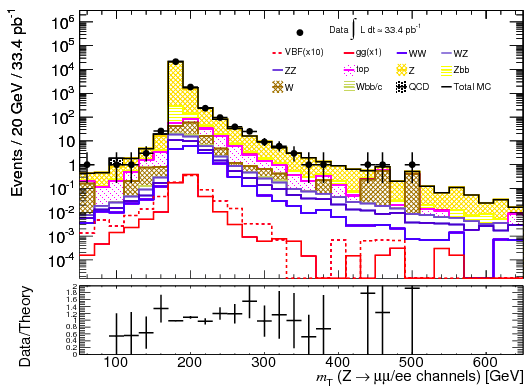 Data ∫ L dt = 33.4 pb⁻¹
VBF(x10) gg(x1) WW WZ
ZZ top Z Zbb
W Wbb/c QCD Total MC
Events / 20 GeV / 33.4 pb⁻¹
10⁶
10⁵
10⁴
10³
10²
10
1
10⁻¹
10⁻²
10⁻³
10⁻⁴
Data/Theory
2
1.8
1.6
1.4
1.2
1
0.8
0.6
0.4
0.2
0
100 200 300 400 500 600
m_T (Z → μμ/ee channels) [GeV]